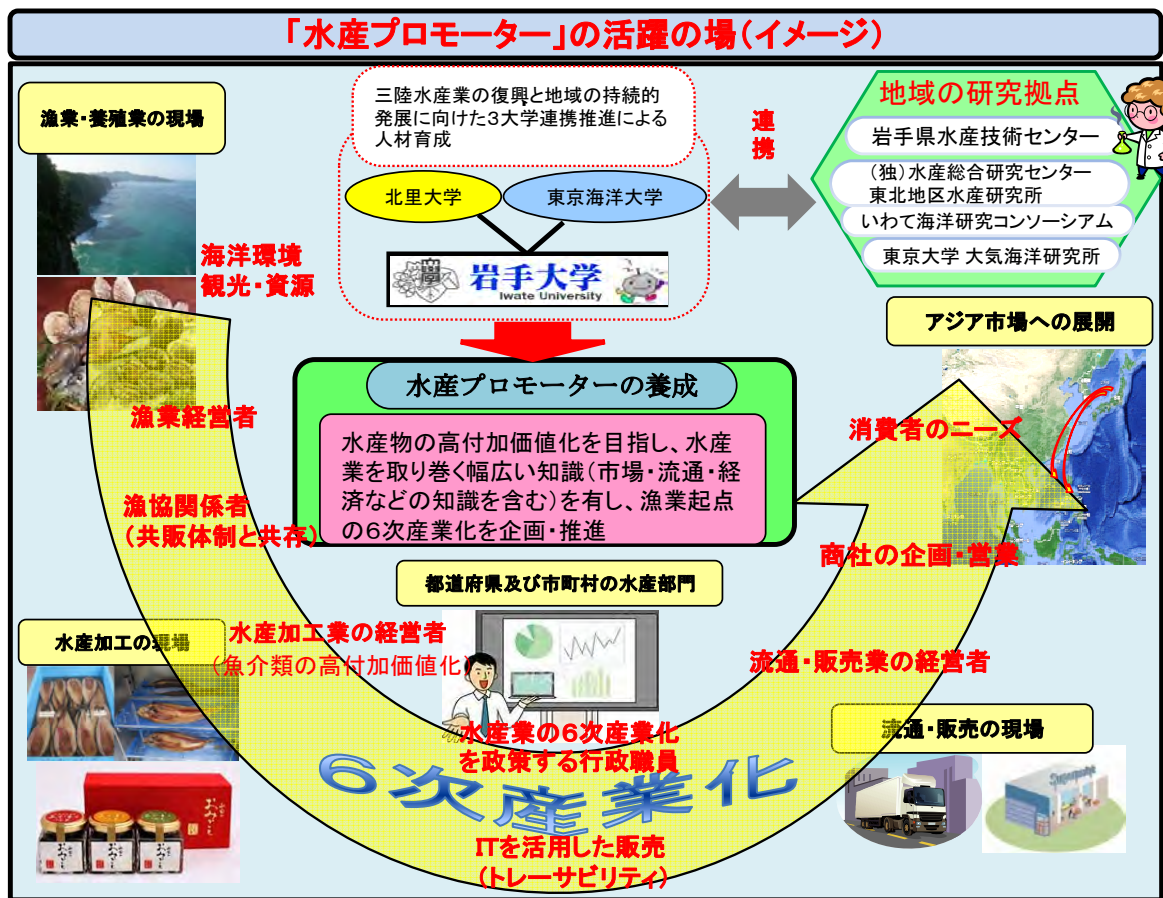 「水産プロモーター」の活躍の場（イメージ）
漁業・養殖業の現場
三陸水産業の復興と地域の持続的
発展に向けた３大学連携推進による
人材育成
北里大学
東京海洋大学
岩手大学
Iwate University
連
携
地域の研究拠点
岩手県水産技術センター
（独）水産総合研究センター
東北地区水産研究所
いわて海洋研究コンソーシアム
東京大学 大気海洋研究所
海洋環境
観光・資源
アジア市場への展開
水産プロモーターの養成
水産物の高付加価値化を目指し、水産
業を取り巻く幅広い知識（市場・流通・経
済などの知識を含む）を有し、漁業起点
の６次産業化を企画・推進
漁業経営者
漁協関係者
（共販体制と共存）
消費者のニーズ
商社の企画・営業
都道府県及び市町村の水産部門
水産加工の現場
水産加工業の経営者
（魚介類の高付加価値化）
流通・販売業の経営者
水産業の６次産業化
を政策する行政職員
流通・販売の現場
Supermarket
６次産業化
ITを活用した販売
（トレーサビリティ）